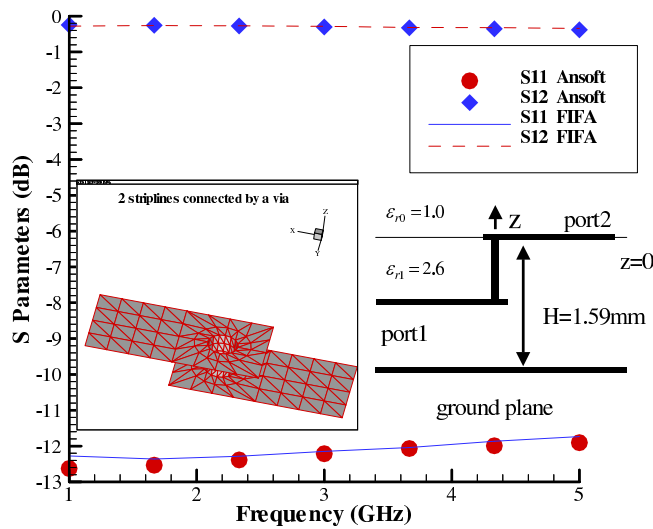 0
-1
-2
-3
-4
-5
-6
-7
-8
-9
-10
-11
-12
-13
S Parameters (dB)
1
2
3
4
5
Frequency (GHz)
S11 Ansoft
S12 Ansoft
S11 FIFA
S12 FIFA
2 striplines connected by a via
X
Y
Z
εr0 = 1.0
z
port2
z=0
εr1 = 2.6
port1
H=1.59mm
ground plane